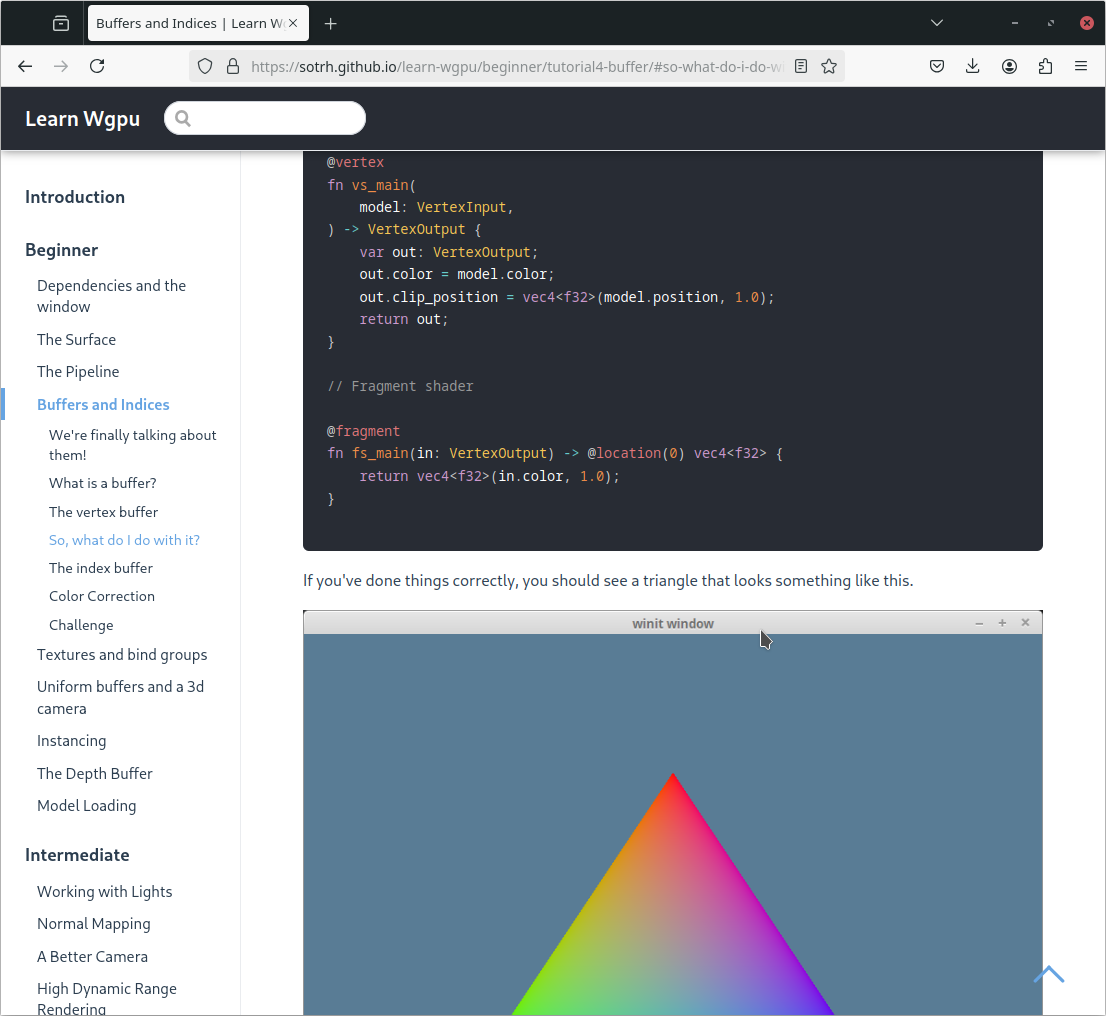 Buffers and Indices | Learn W
https://sotrh.github.io/learn-wgpu/beginner/tutorial4-buffer/#so-what-do-i-do-w
Learn Wgpu
Introduction
Beginner
Dependencies and the
window
The Surface
The Pipeline
Buffers and Indices
We're finally talking about
them!
What is a buffer?
The vertex buffer
So, what do I do with it?
The index buffer
Color Correction
Challenge
Textures and bind groups
Uniform buffers and a 3d
camera
Instancing
The Depth Buffer
Model Loading
Intermediate
Working with Lights
Normal Mapping
A Better Camera
High Dynamic Range
Rendering
@vertex
fn vs_main(
    model: VertexInput,
) -> VertexOutput {
    var out: VertexOutput;
    out.color = model.color;
    out.clip_position = vec4<f32>(model.position, 1.0);
    return out;
}
// Fragment shader
@fragment
fn fs_main(in: VertexOutput) -> @location(0) vec4<f32> {
    return vec4<f32>(in.color, 1.0);
}
If you've done things correctly, you should see a triangle that looks something like this.
winit window